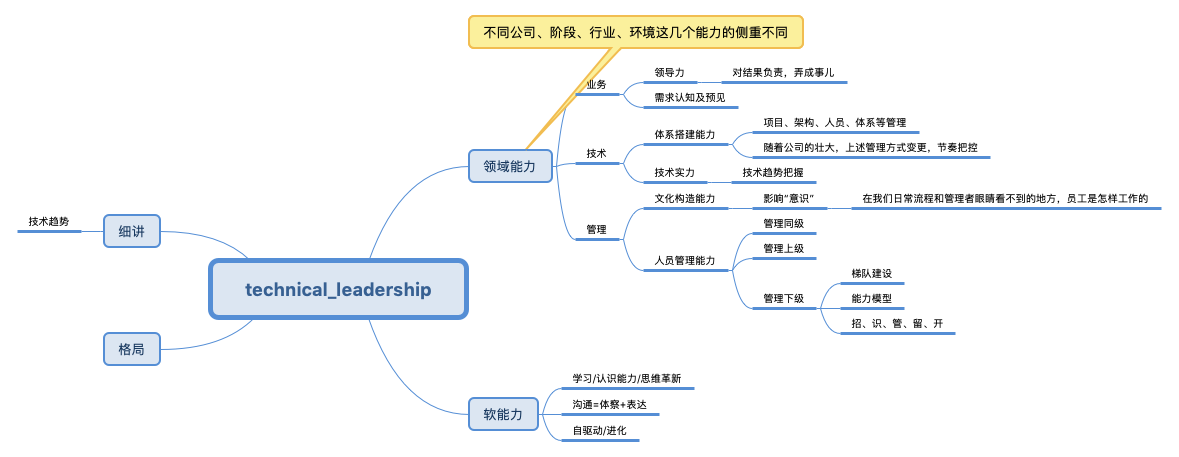 不同公司、阶段、行业、环境这几个能力的侧重不同
业务
领导力
对结果负责，弄成事儿
需求认知及预见
领域能力
技术
体系搭建能力
项目、架构、人员、体系等管理
随着公司的壮大，上述管理方式变更，节奏把控
技术实力
技术趋势把握
管理
文化构造能力
影响“意识”
在我们日常流程和管理者眼睛看不到的地方，员工是怎样工作的
人员管理能力
管理同级
管理上级
管理下级
梯队建设
能力模型
招、识、管、留、开
技术趋势
细讲
technical_leadership
格局
软能力
学习/认识能力/思维革新
沟通=体察+表达
自驱动/进化